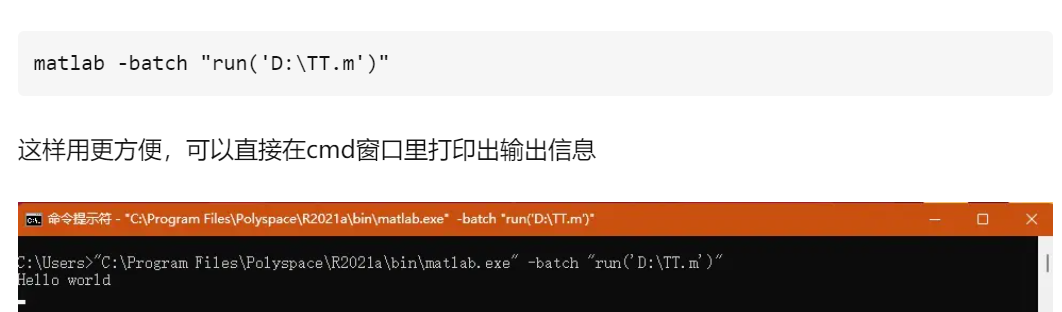 matlab -batch "run('D:\TT.m')"
这样用更方便，可以直接在cmd窗口里打印出输出信息
命令提示符 - "C:\Program Files\Polyspace\R2021a\bin\matlab.exe" -batch "run('D:\TT.m')"
C:\Users>"C:\Program Files\Polyspace\R2021a\bin\matlab.exe" -batch "run('D:\TT.m')"
Hello world